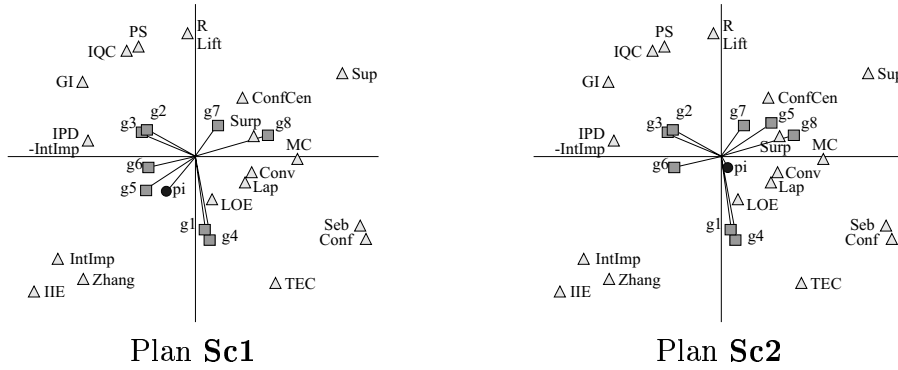 PS
R
Lift
IQC
GI
Sup
ConfCen
g3
g2
g7
Surp
g8
IPD
-IntImp
MC
g6
Conv
g5
pi
Lap
LOE
g1
g4
Seb
Conf
IntImp
Zhang
IIE
TEC
Plan Sc1
PS
R
Lift
IQC
GI
Sup
ConfCen
g3
g2
g7
g5
g8
IPD
-IntImp
Surp
MC
g6
pi
Conv
Lap
LOE
g1
g4
Seb
Conf
IntImp
Zhang
IIE
TEC
Plan Sc2